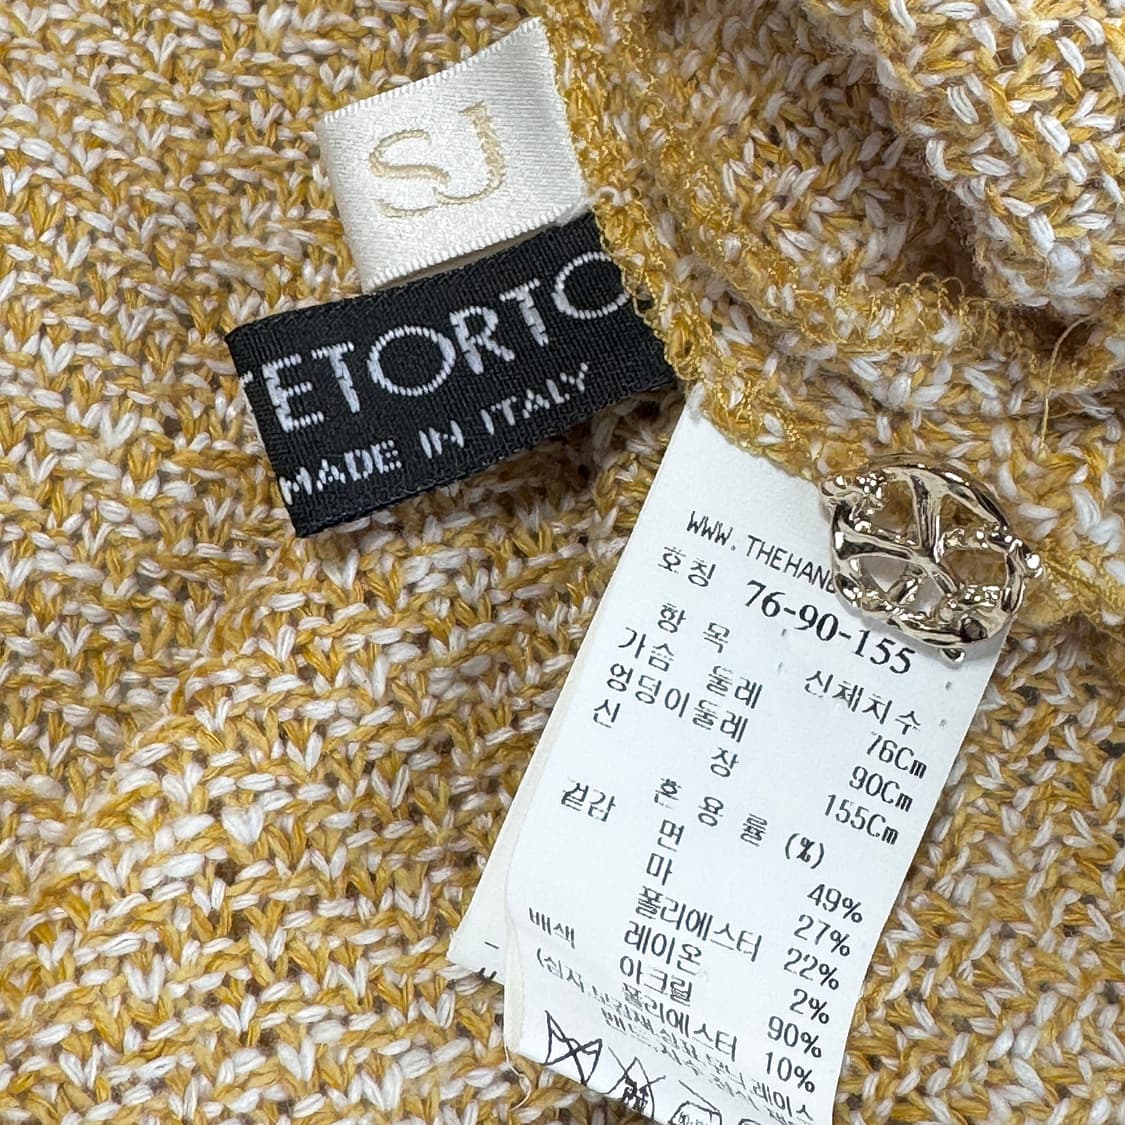 SJ
ETORTO
MADE IN ITALY
WWW.THEHAN
호칭 76-90-155
항 목 신체치수
가슴 둘레 76Cm
엉덩이둘레 90Cm
신 장 155Cm
혼 용 률 (%)
겉감 면 49%
마 27%
폴리에스터 22%
레이온 2%
배색 아크릴 90%
폴리에스터 10%